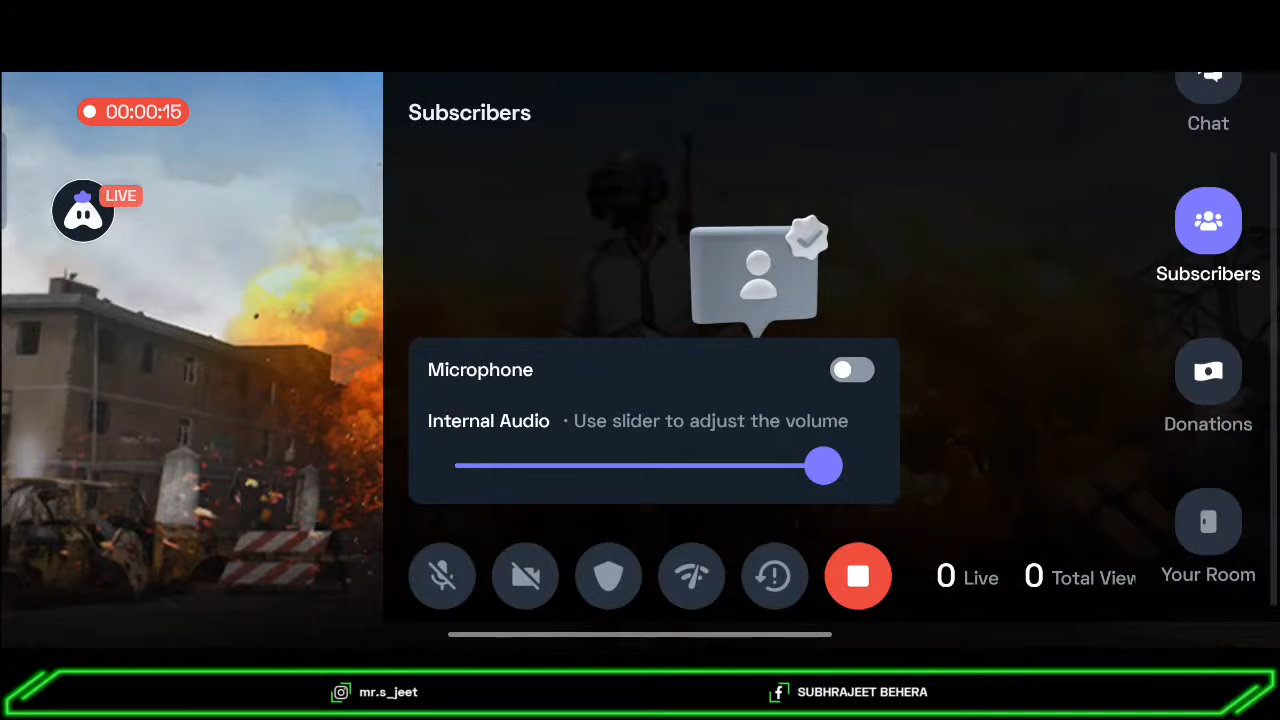 00:00:15
LIVE
Subscribers
Chat
Subscribers
Microphone
Internal Audio · Use slider to adjust the volume
Donations
0 Live 0 Total View
Your Room
mr.s_jeet
SUBHRAJEET BEHERA